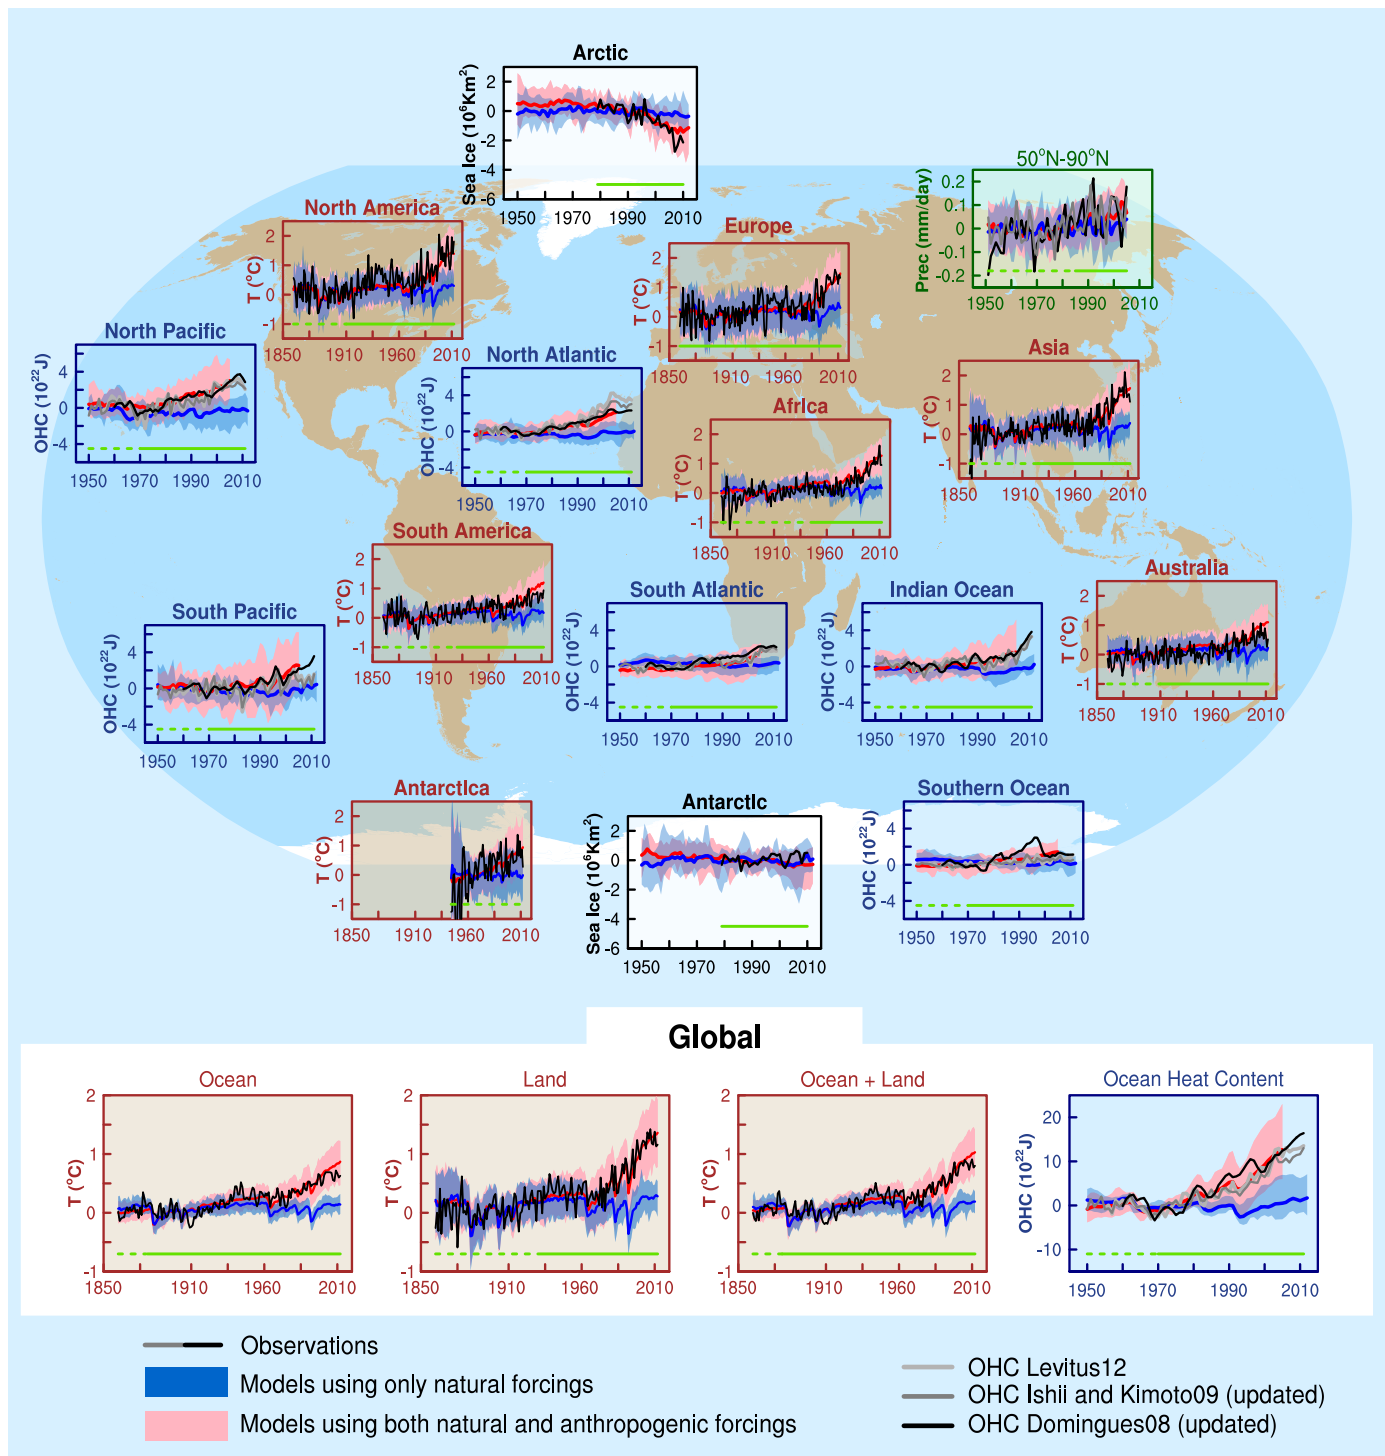 Arctic
Sea Ice (10⁶Km²)
2
0
-2
-4
-6
1950 1970 1990 2010
50°N-90°N
Prec (mm/day)
0.2
0.1
0
-0.1
-0.2
1950 1970 1990 2010
North America
T (°C)
2
1
0
-1
1850 1910 1960 2010
Europe
T (°C)
2
1
0
-1
1850 1910 1960 2010
North Pacific
OHC (10²²J)
4
0
-4
1950 1970 1990 2010
North Atlantic
OHC (10²²J)
4
0
-4
1950 1970 1990 2010
Asia
T (°C)
2
1
0
-1
1850 1910 1960 2010
Africa
T (°C)
2
1
0
-1
1850 1910 1960 2010
South America
T (°C)
2
1
0
-1
1850 1910 1960 2010
South Pacific
OHC (10²²J)
4
0
-4
1950 1970 1990 2010
South Atlantic
OHC (10²²J)
4
0
-4
1950 1970 1990 2010
Indian Ocean
OHC (10²²J)
4
0
-4
1950 1970 1990 2010
Australia
T (°C)
2
1
0
-1
1850 1910 1960 2010
Antarctica
T (°C)
2
1
0
-1
1850 1910 1960 2010
Antarctic
Sea Ice (10⁶Km²)
2
0
-2
-4
-6
1950 1970 1990 2010
Southern Ocean
OHC (10²²J)
4
0
-4
1950 1970 1990 2010
Global
Ocean
T (°C)
2
1
0
-1
1850 1910 1960 2010
Land
T (°C)
2
1
0
-1
1850 1910 1960 2010
Ocean + Land
T (°C)
2
1
0
-1
1850 1910 1960 2010
Ocean Heat Content
OHC (10²²J)
20
10
0
-10
1950 1970 1990 2010
Observations
Models using only natural forcings
Models using both natural and anthropogenic forcings
OHC Levitus12
OHC Ishii and Kimoto09 (updated)
OHC Domingues08 (updated)